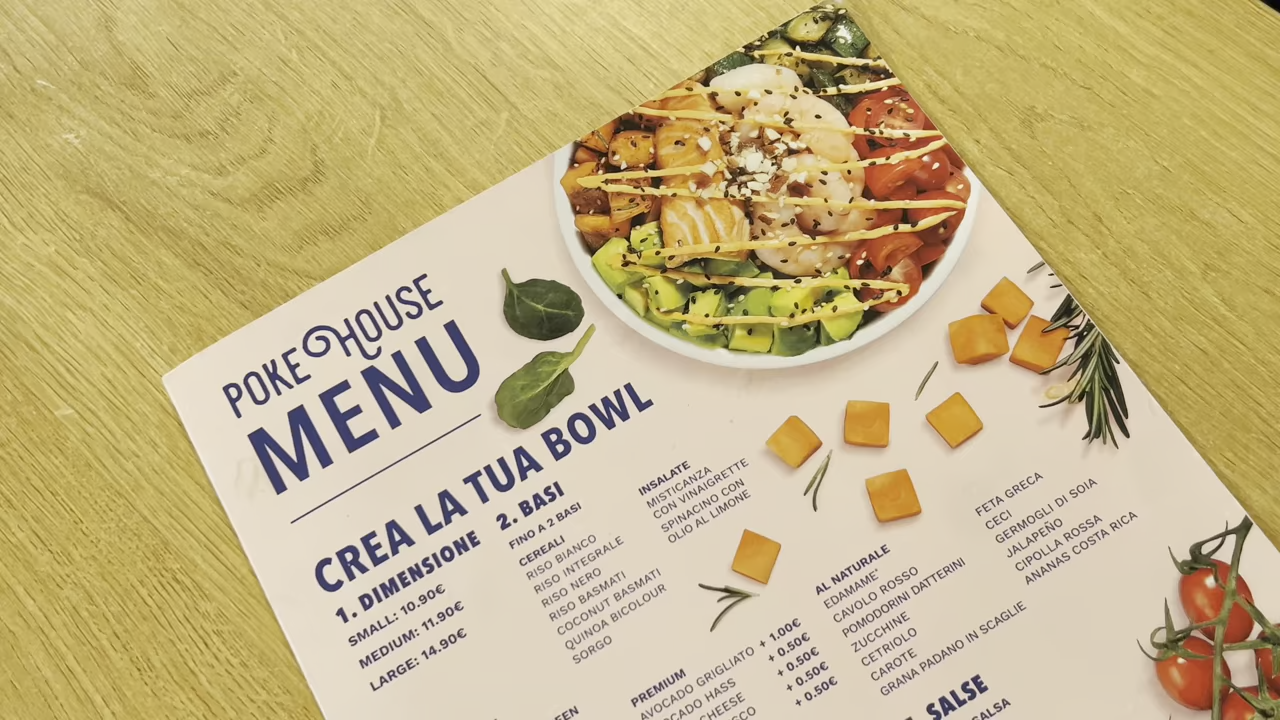 POKE HOUSE
MENU
CREA LA TUA BOWL
1. DIMENSIONE
SMALL: 10.90€
MEDIUM: 11.90€
LARGE: 14.90€
2. BASI
FINO A 2 BASI
CEREALI
RISO BIANCO
RISO INTEGRALE
RISO NERO
RISO BASMATI
COCONUT BASMATI
QUINOA BICOLOUR
SORGO
INSALATE
MISTICANZA
CON VINAIGRETTE
SPINACINO CON
OLIO AL LIMONE
PREMIUM
AVOCADO GRIGLIATO + 1.00€
AVOCADO HASS + 0.50€
CHEESE + 0.50€
+ 0.50€
+ 0.50€
AL NATURALE
EDAMAME'
CAVOLO ROSSO
POMODORINI DATTERINI
ZUCCHINE
CETRIOLO
CAROTE
GRANA PADANO IN SCAGLIE
FETA GRECA
CECI
GERMOGLI DI SOIA
JALAPEÑO
CIPOLLA ROSSA
ANANAS COSTA RICA
SALSE